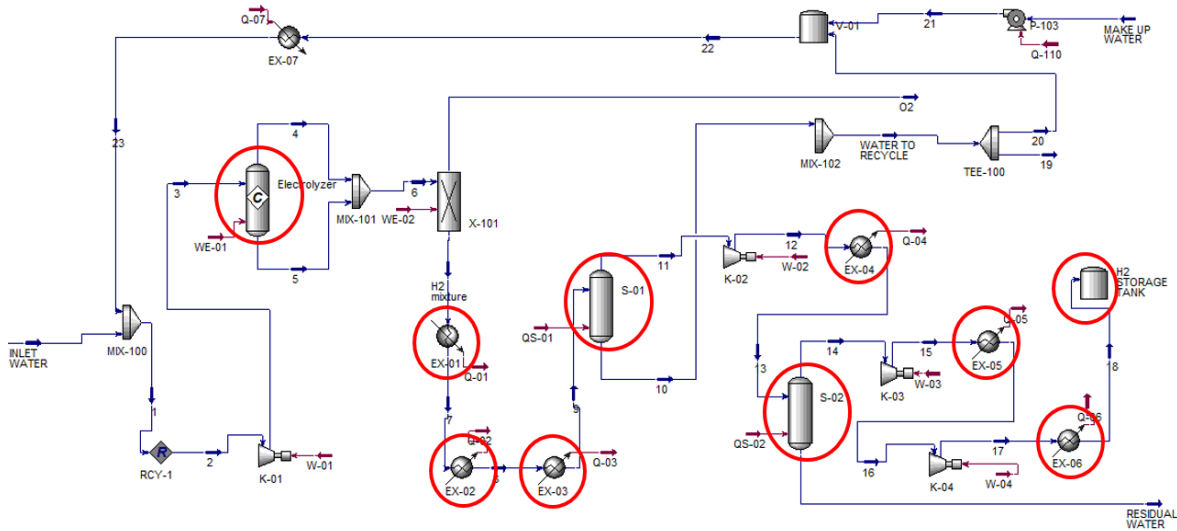 Q-07
EX-07
22
V-01
21
P-103
MAKE UP
WATER
Q-110
O2
23
4
3
Electrolyzer
C
MIX-101
6
WE-02
X-101
WE-01
5
MIX-102
WATER TO
RECYCLE
TEE-100
20
19
H2
mixture
S-01
11
12
K-02
W-02
EX-04
Q-04
H2
STORAGE
TANK
INLET
WATER
MIX-100
EX-01
Q-01
QS-01
10
13
14
S-02
15
K-03
W-03
EX-05
Q-05
18
1
7
9
RCY-1
R
2
K-01
W-01
Q-02
EX-02
8
EX-03
Q-03
QS-02
16
K-04
17
W-04
Q-06
EX-06
RESIDUAL
WATER